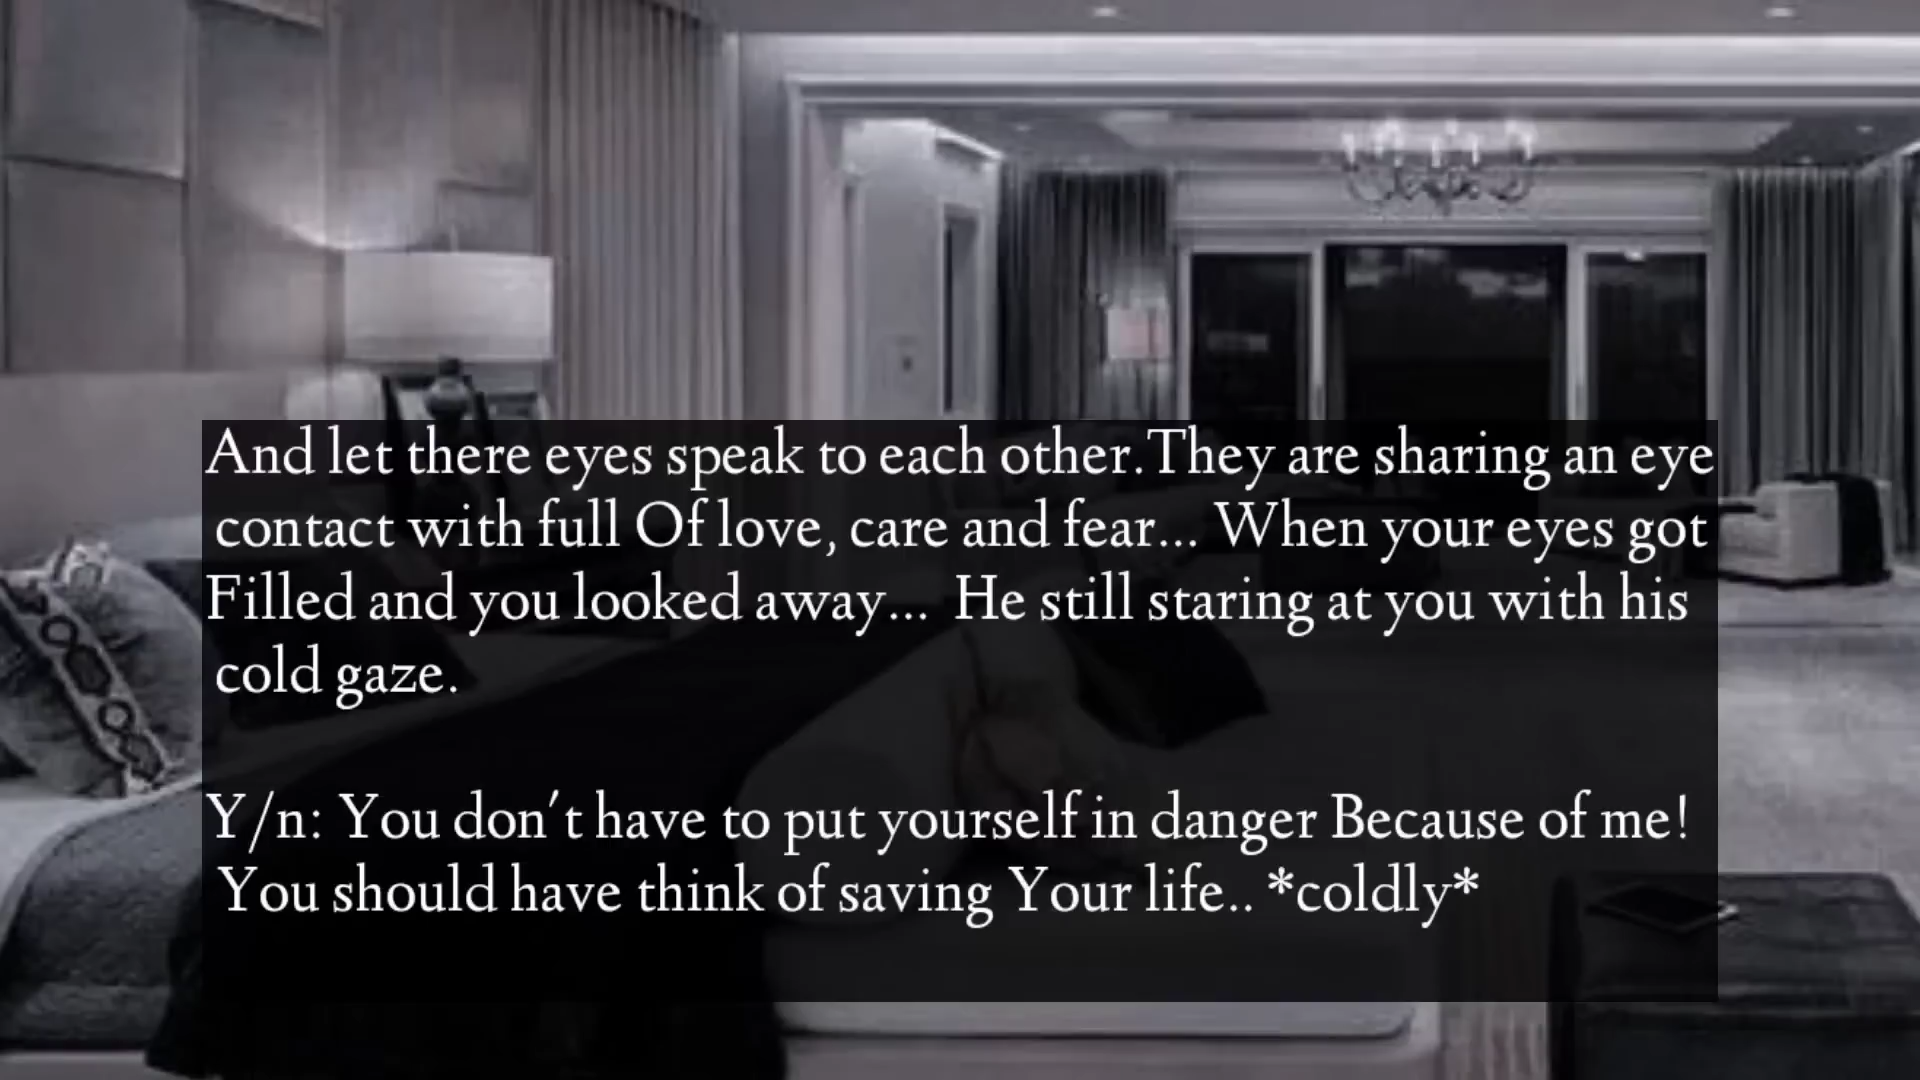 And let there eyes speak to each other.They are sharing an eye
contact with full Of love, care and fear... When your eyes got
Filled and you looked away... He still staring at you with his
cold gaze.
Y/n: You don't have to put yourself in danger Because of me!
You should have think of saving Your life.. *coldly*